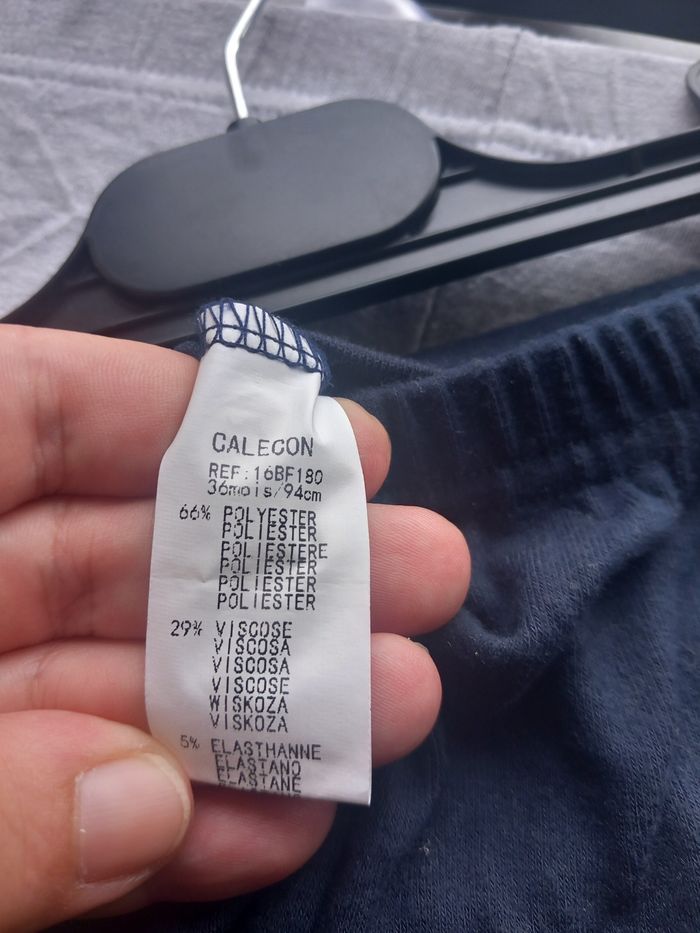 CALECON
REF:16BF180
36mois/94cm
66% POLYESTER
POLIESTER
POLIESTERE
POLIESTER
POLIESTER
POLIESTER
29% VISCOSE
VISCOSA
VISCOSA
VISCOSE
WISKOZA
VISKOZA
5% ELASTHANNE
ELASTANO
ELASTANE